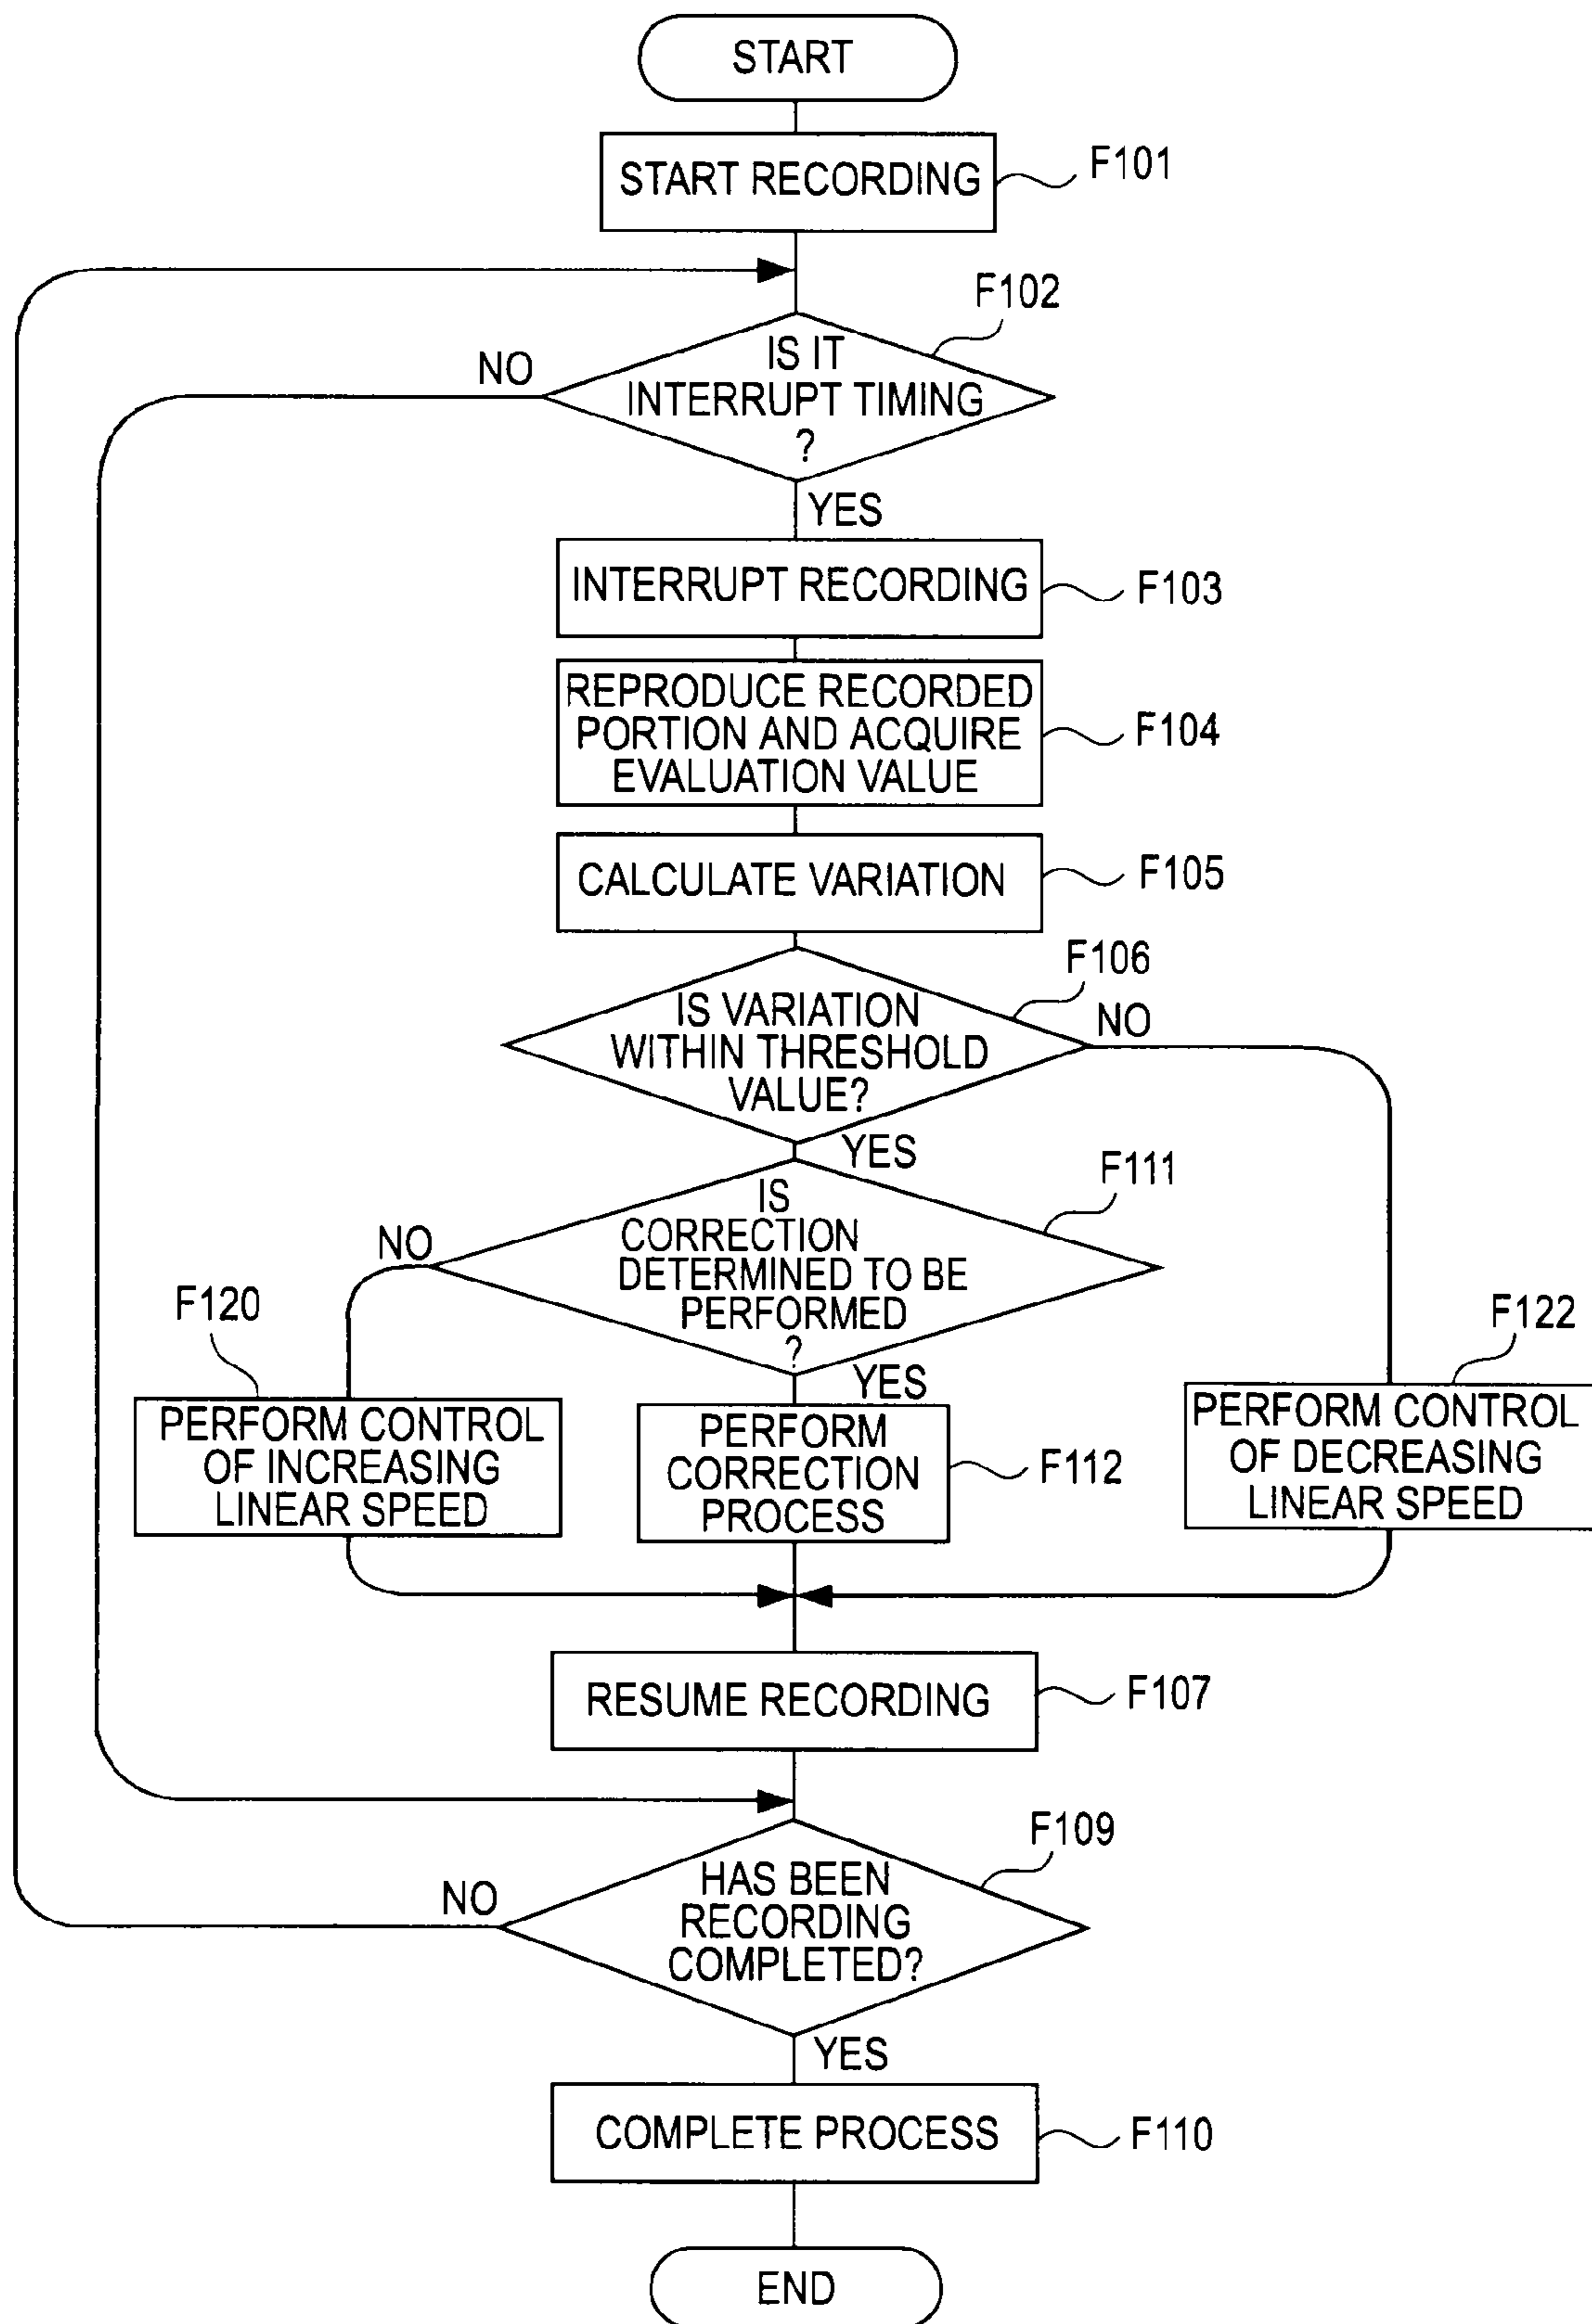 START
START RECORDING
F101
F102
IS IT
INTERRUPT TIMING
?
NO
YES
INTERRUPT RECORDING
F103
REPRODUCE RECORDED
PORTION AND ACQUIRE
EVALUATION VALUE
F104
CALCULATE VARIATION
F105
F106
IS VARIATION
WITHIN THRESHOLD
VALUE?
NO
YES
F111
IS
CORRECTION
DETERMINED TO BE
PERFORMED
?
NO
YES
F120
PERFORM CONTROL
OF INCREASING
LINEAR SPEED
PERFORM
CORRECTION
PROCESS
F112
F122
PERFORM CONTROL
OF DECREASING
LINEAR SPEED
RESUME RECORDING
F107
F109
HAS BEEN
RECORDING
COMPLETED?
NO
YES
COMPLETE PROCESS
F110
END